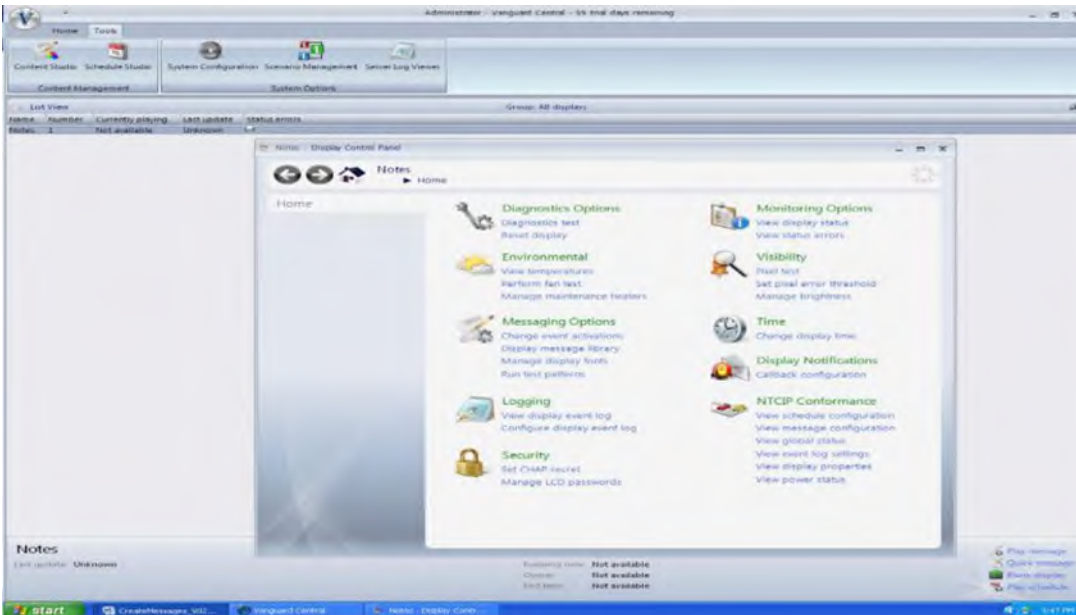 Administrator - Vanguard Central - 59 trial days remaining
Home Tools
Content Studio Schedule Studio System Configuration Scenario Management Server Log Viewer
Content Management System Options
List View Group: All displays
Name Number Currently playing Last update Status errors
Notes 1 Not available Unknown
Notes - Display Control Panel
Notes
Home
Home
Diagnostics Options
Diagnostics test
Reset display
Environmental
View temperatures
Perform fan test
Manage maintenance heaters
Messaging Options
Change event activations
Display message library
Manage display fonts
Run test patterns
Logging
View display event log
Configure display event log
Security
Set CHAP secret
Manage LCD passwords
Monitoring Options
View display status
View status errors
Visibility
Pixel test
Set pixel error threshold
Manage brightness
Time
Change display time
Display Notifications
Callback configuration
NTCIP Conformance
View schedule configuration
View message configuration
View global status
View event log settings
View display properties
View power status
Notes
Last update: Unknown
Running now: Not available
Owner: Not available
Not available
Play message
Quick message
Blank display
Play schedule
start CreateMessages_V02... Vanguard Central Notes - Display Contr... 5:47 PM